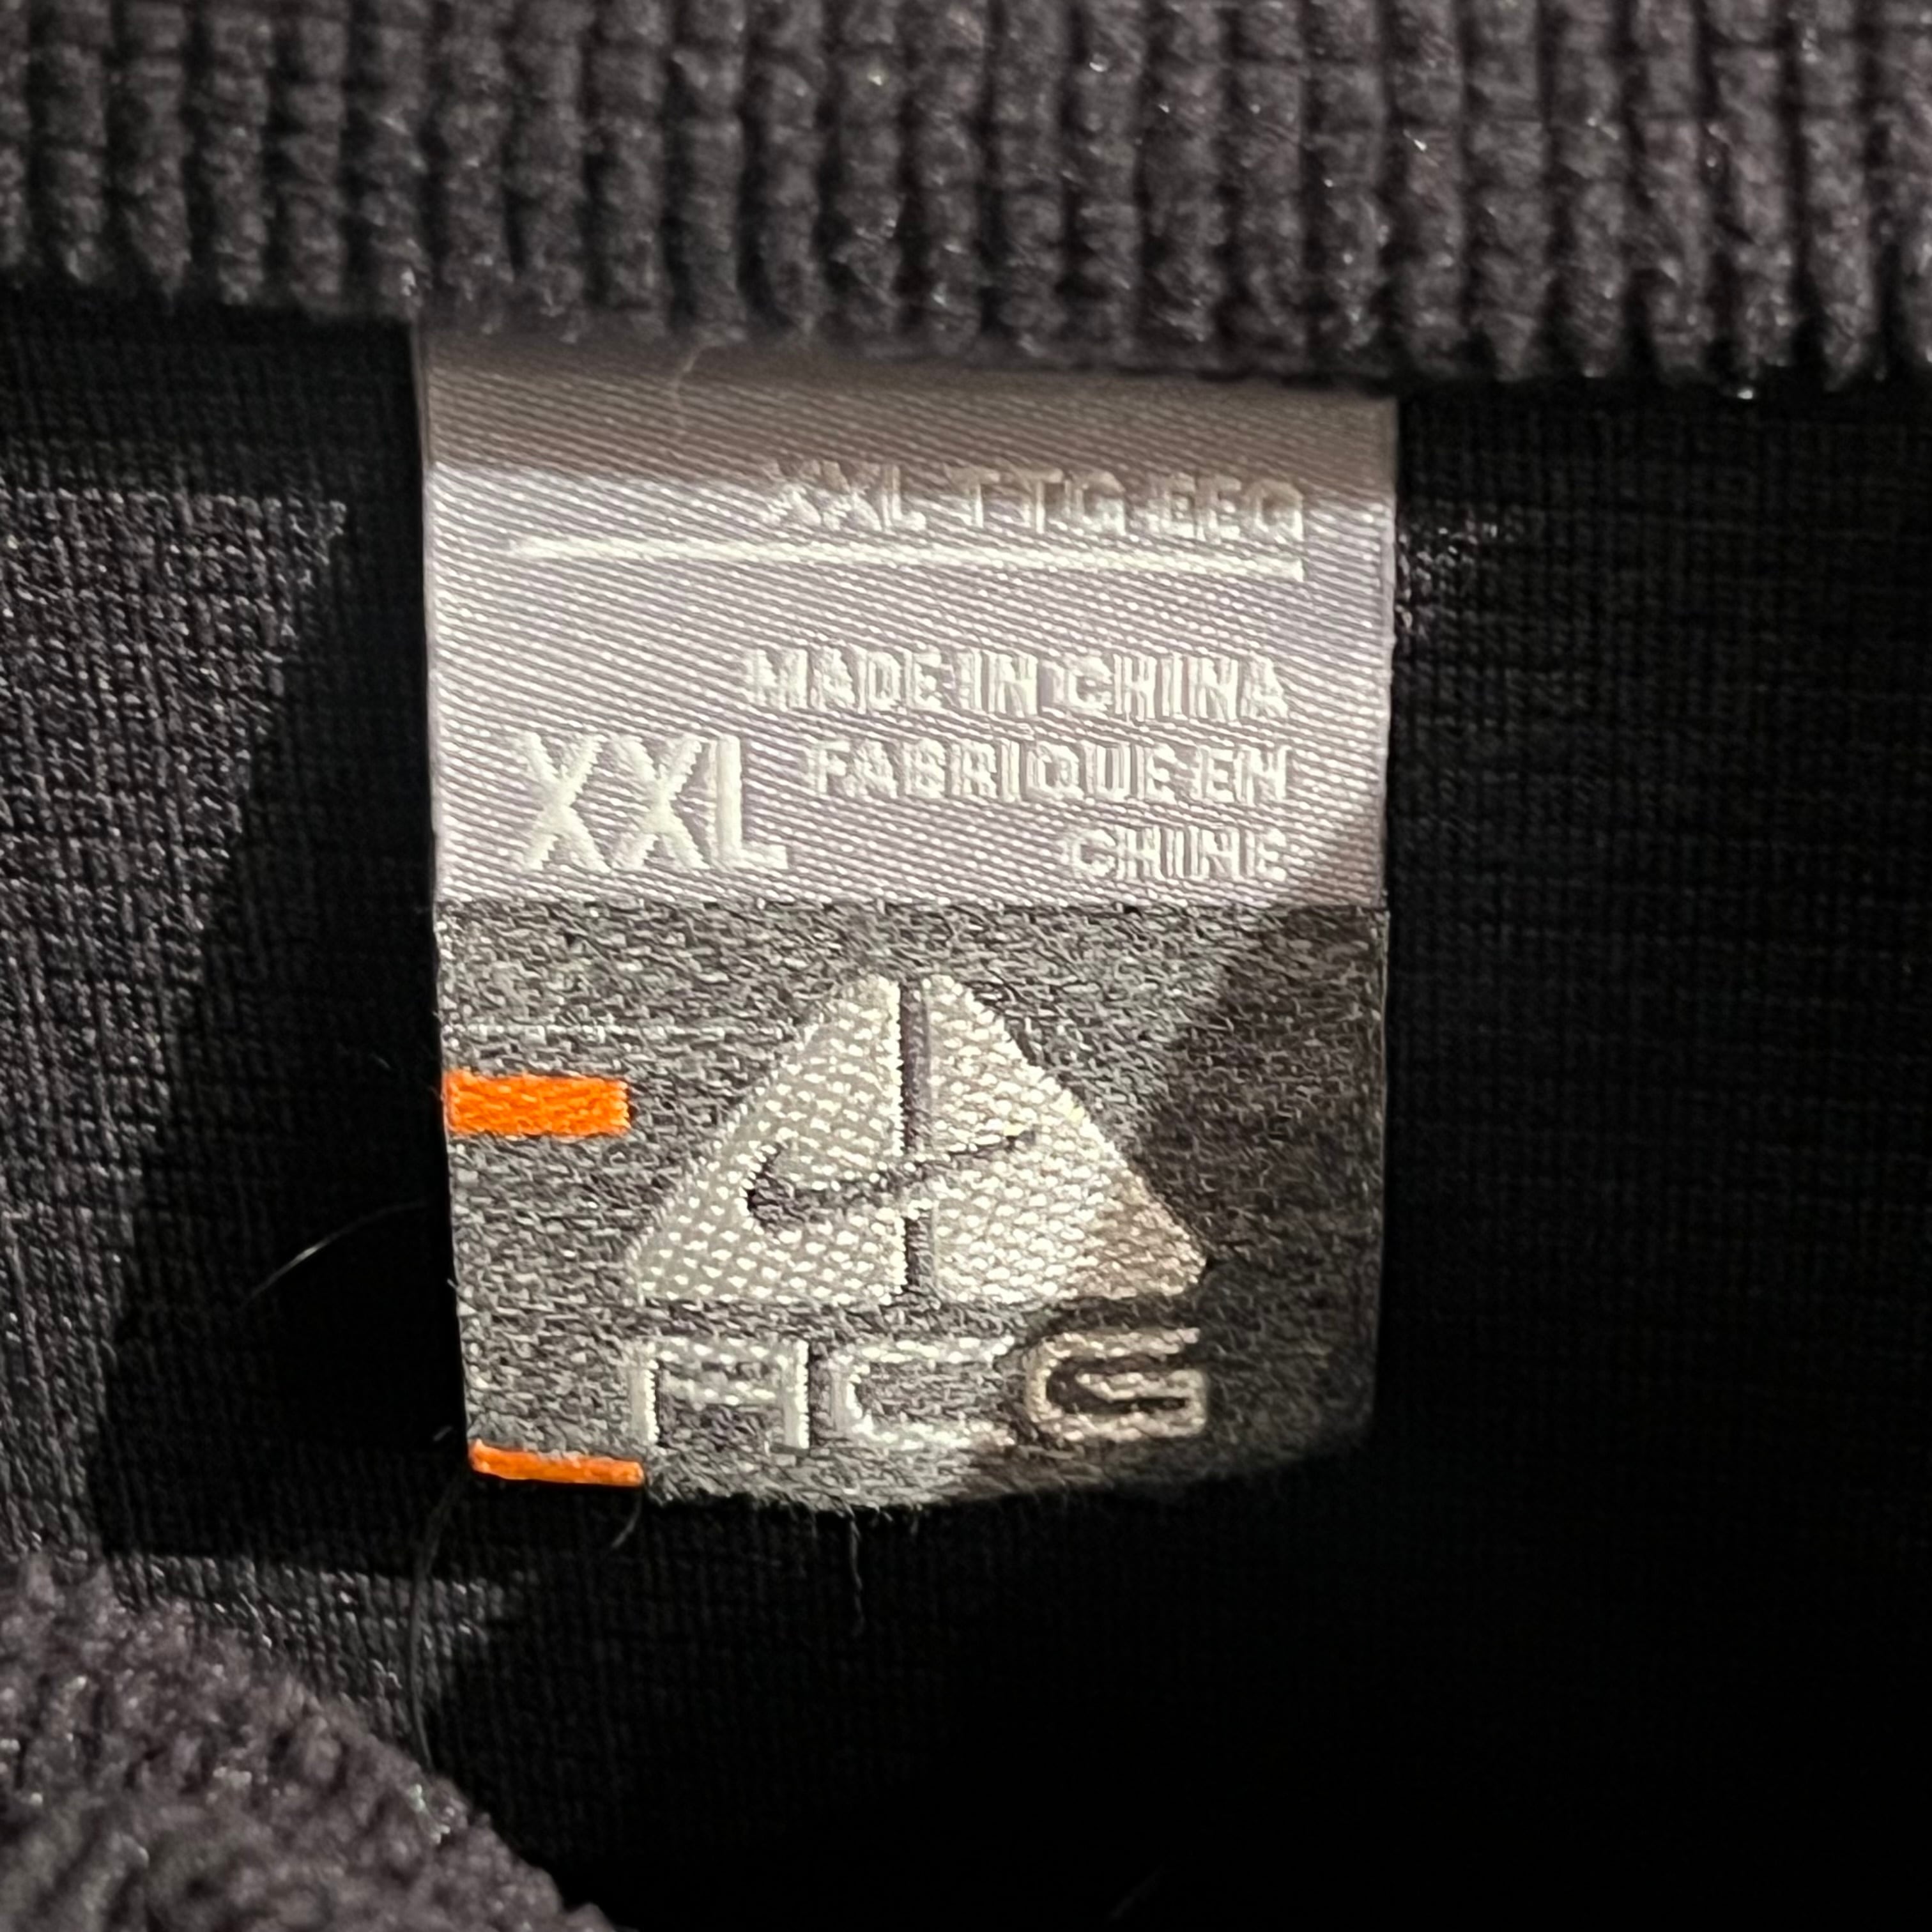 XXL TTG EEG
MADE IN CHINA
XXL FABRIQUE EN
CHINE
ACG